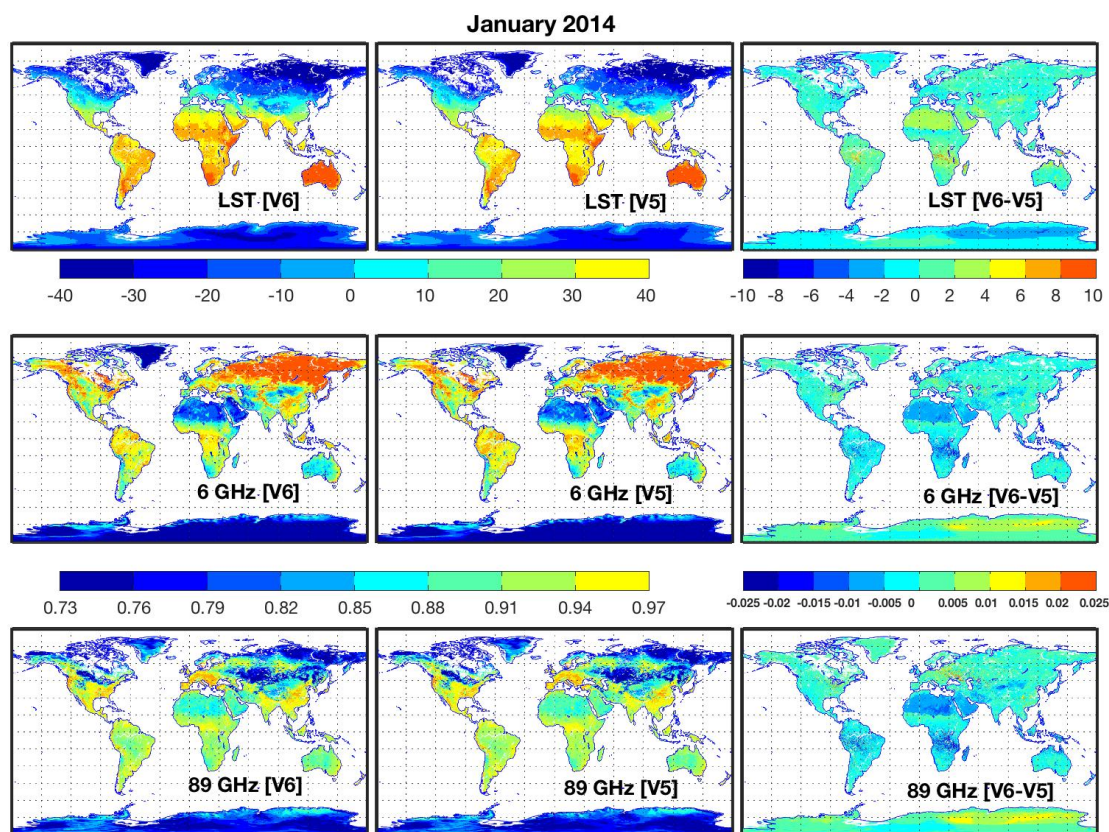 January 2014
LST [V6]
LST [V5]
LST [V6-V5]
-40 -30 -20 -10 0 10 20 30 40
-10 -8 -6 -4 -2 0 2 4 6 8 10
6 GHz [V6]
6 GHz [V5]
6 GHz [V6-V5]
0.73 0.76 0.79 0.82 0.85 0.88 0.91 0.94 0.97
-0.025 -0.02 -0.015 -0.01 -0.005 0 0.005 0.01 0.015 0.02 0.025
89 GHz [V6]
89 GHz [V5]
89 GHz [V6-V5]